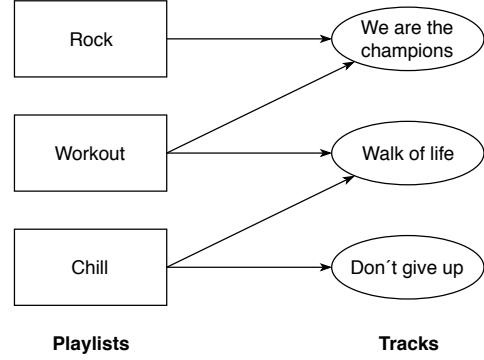 Rock
We are the
champions
Workout
Walk of life
Chill
Don´t give up
Playlists
Tracks